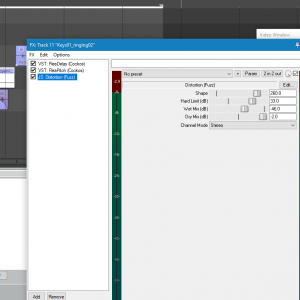 FX: Track 11 "Keys01_ringing02"
FX Edit Options
VST: ReaDelay (Cockos)
VST: ReaPitch (Cockos)
JS: Distortion (Fuzz)
No preset
+
Param
2 in 2 out
Distortion (Fuzz)
Edit...
Shape 260.0
Hard Limit (dB) 33.0
Wet Mix (dB) -46.0
Dry Mix (dB) -2.0
Channel Mode Stereo
Add Remove
Video Window